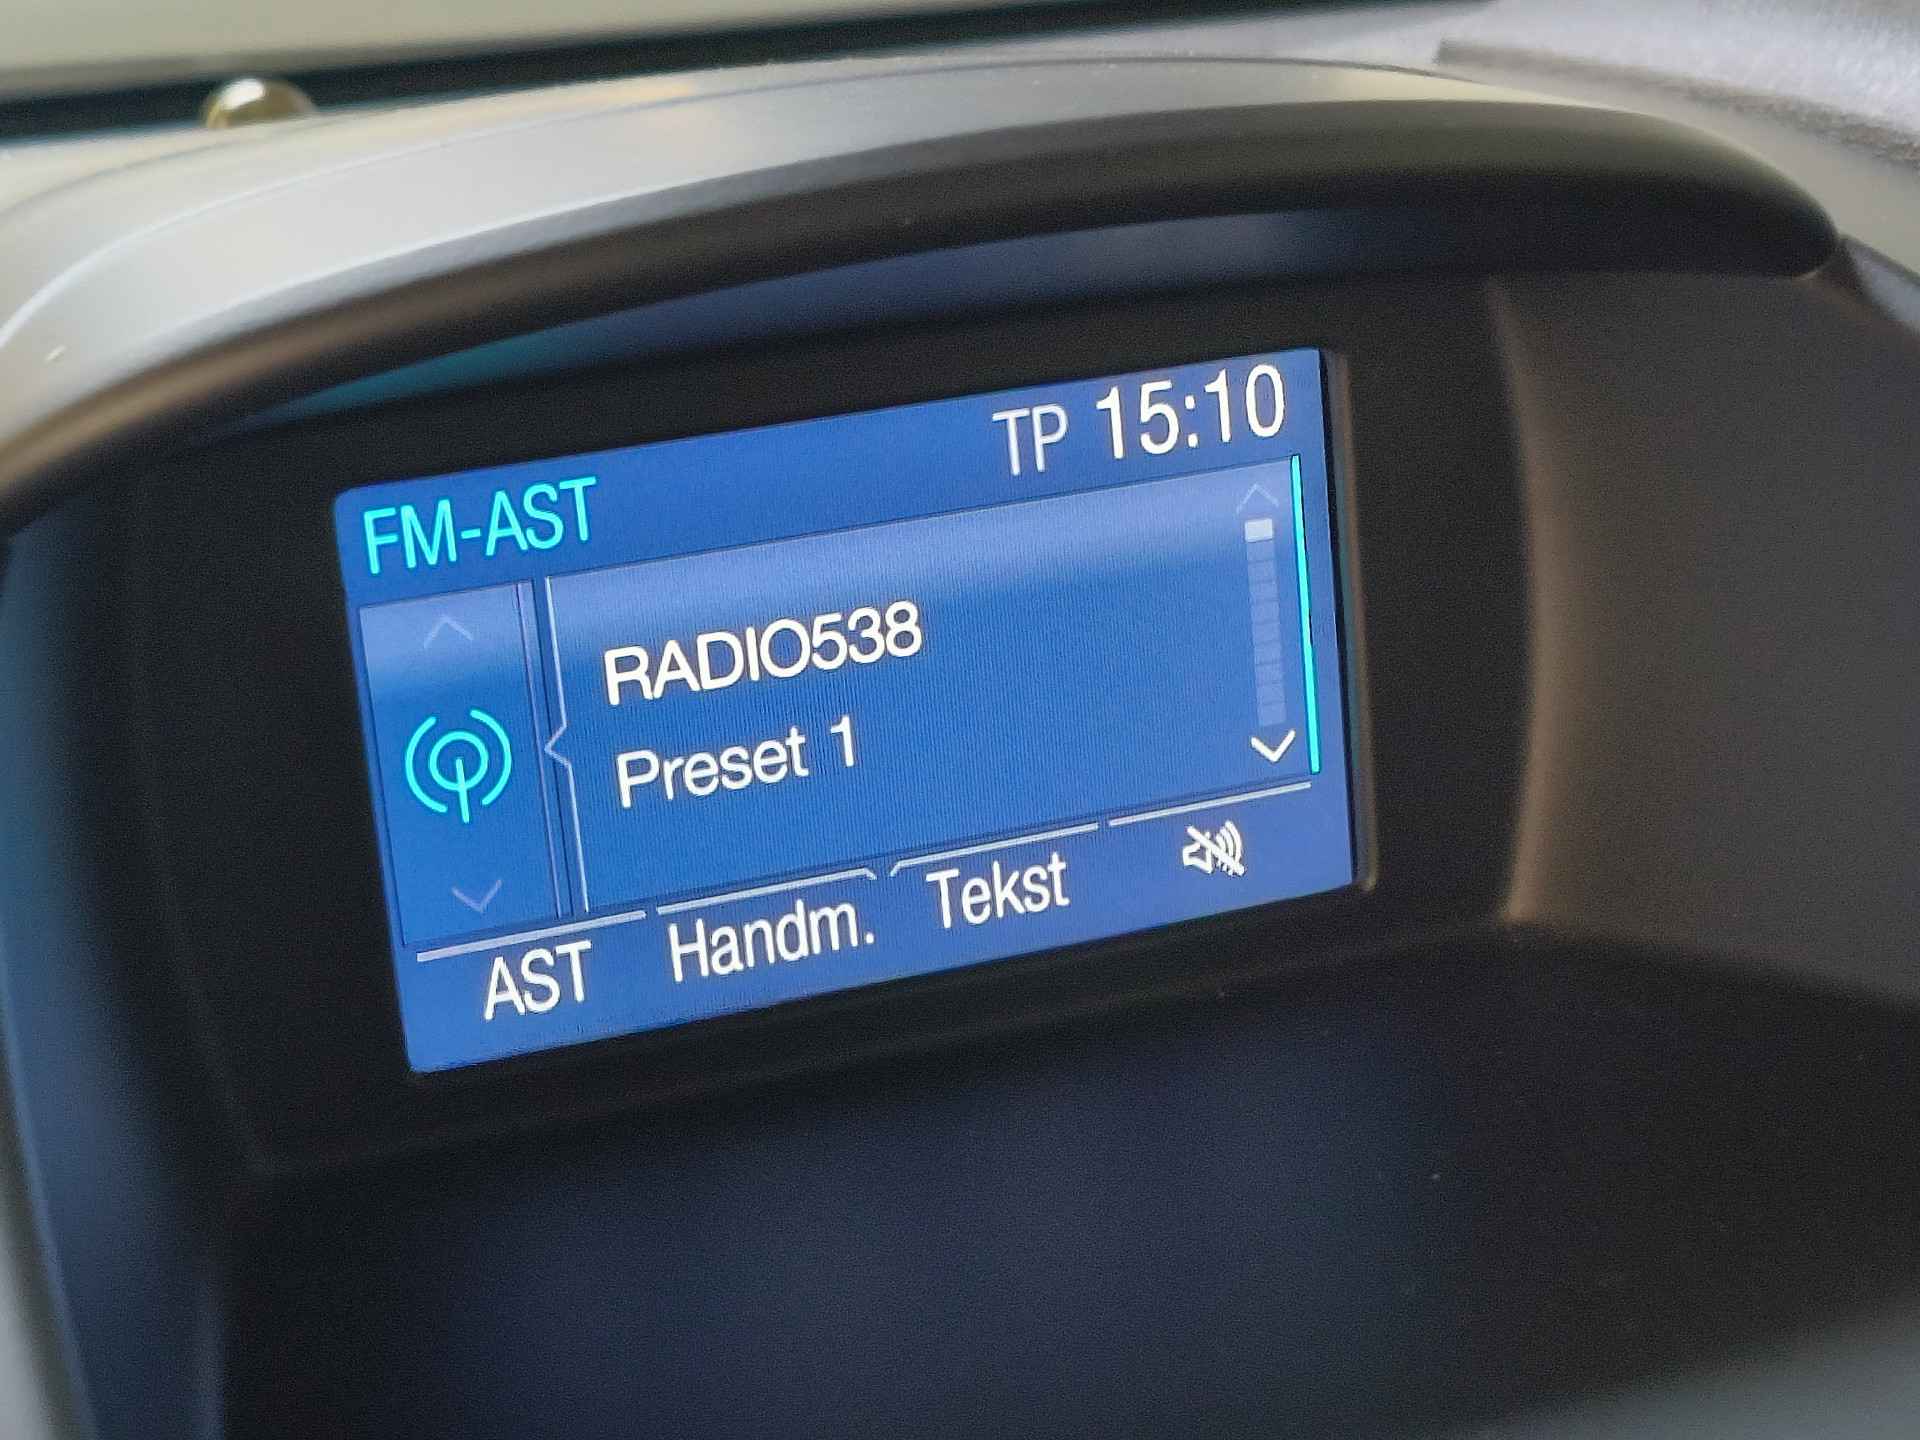 TP 15:10
FM-AST
RADIO538
Preset 1
AST Handm. Tekst